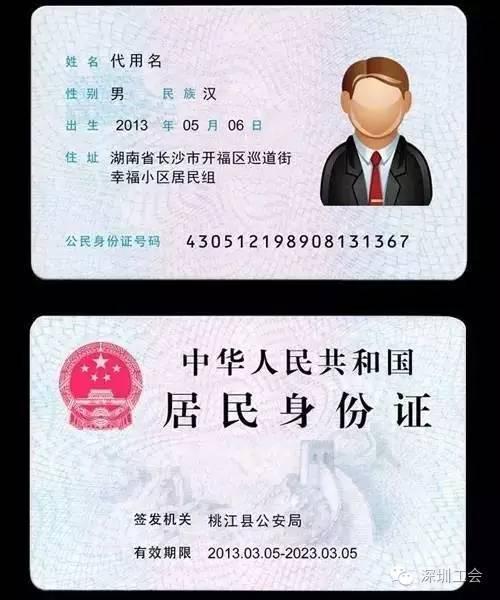 姓名 代用名
性别 男 民族 汉
出生 2013 年 05 月 06 日
住址 湖南省长沙市开福区巡道街
幸福小区居民组
公民身份证号码 430512198908131367
中华人民共和国
居民身份证
签发机关 桃江县公安局
有效期限 2013.03.05-2023.03.05
深圳工会